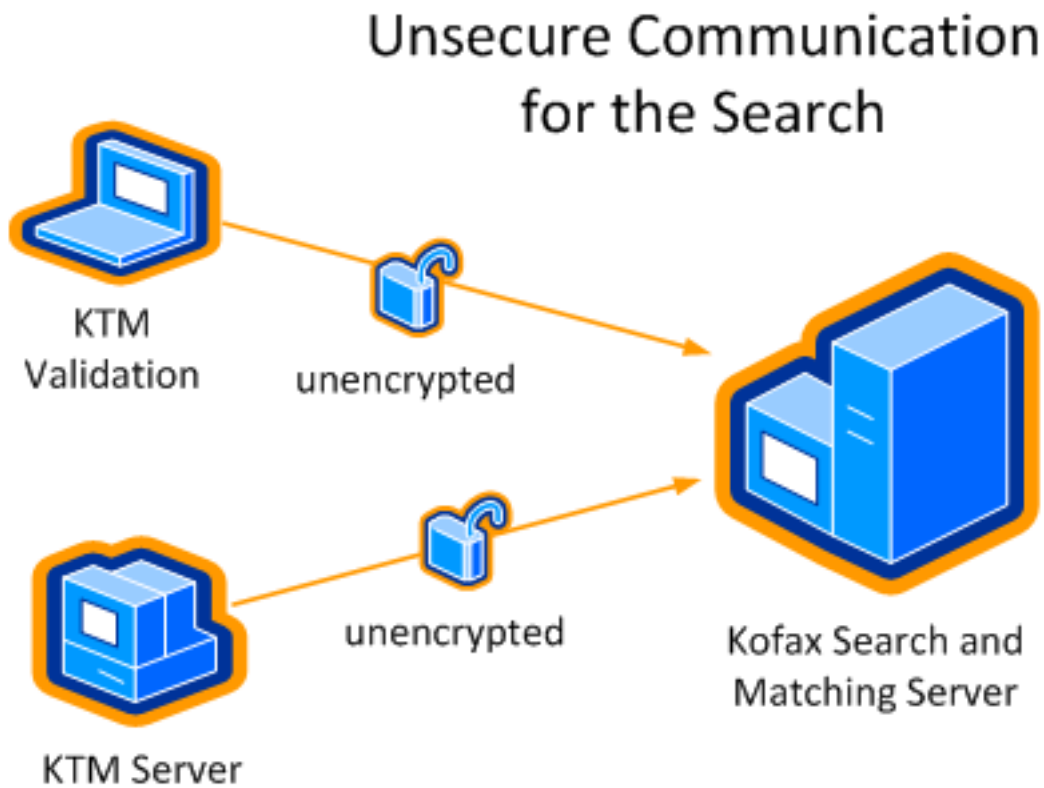 Unsecure Communication
for the Search
KTM
Validation
unencrypted
unencrypted
Kofax Search and
Matching Server
KTM Server